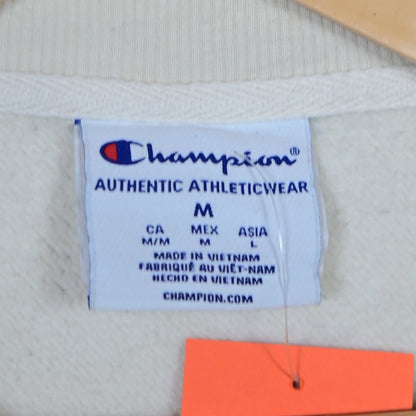 Champion®
AUTHENTIC ATHLETICWEAR
M
CA MEX ASIA
M/M M L
MADE IN VIETNAM
FABRIQUÉ AU VIÊT-NAM
HECHO EN VIETNAM
CHAMPION.COM